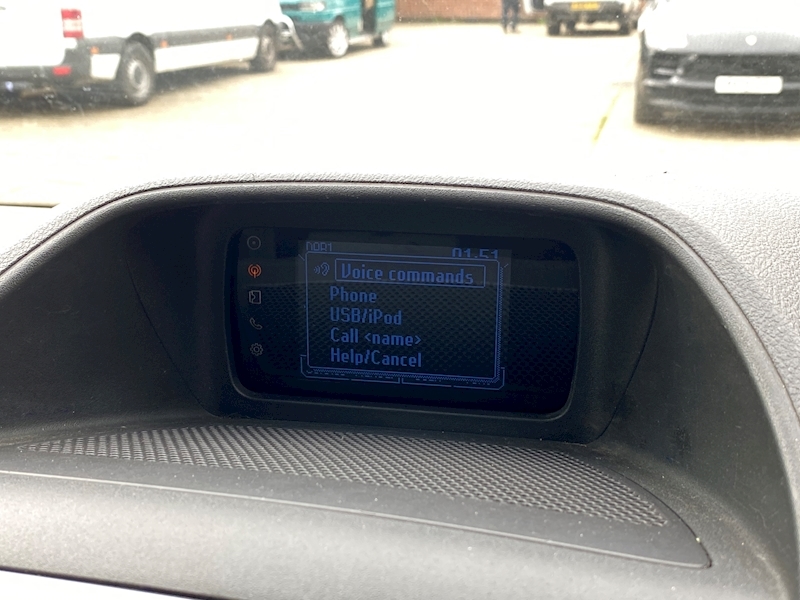 01:51
Voice commands
Phone
USB/iPod
Call <name>
Help/Cancel